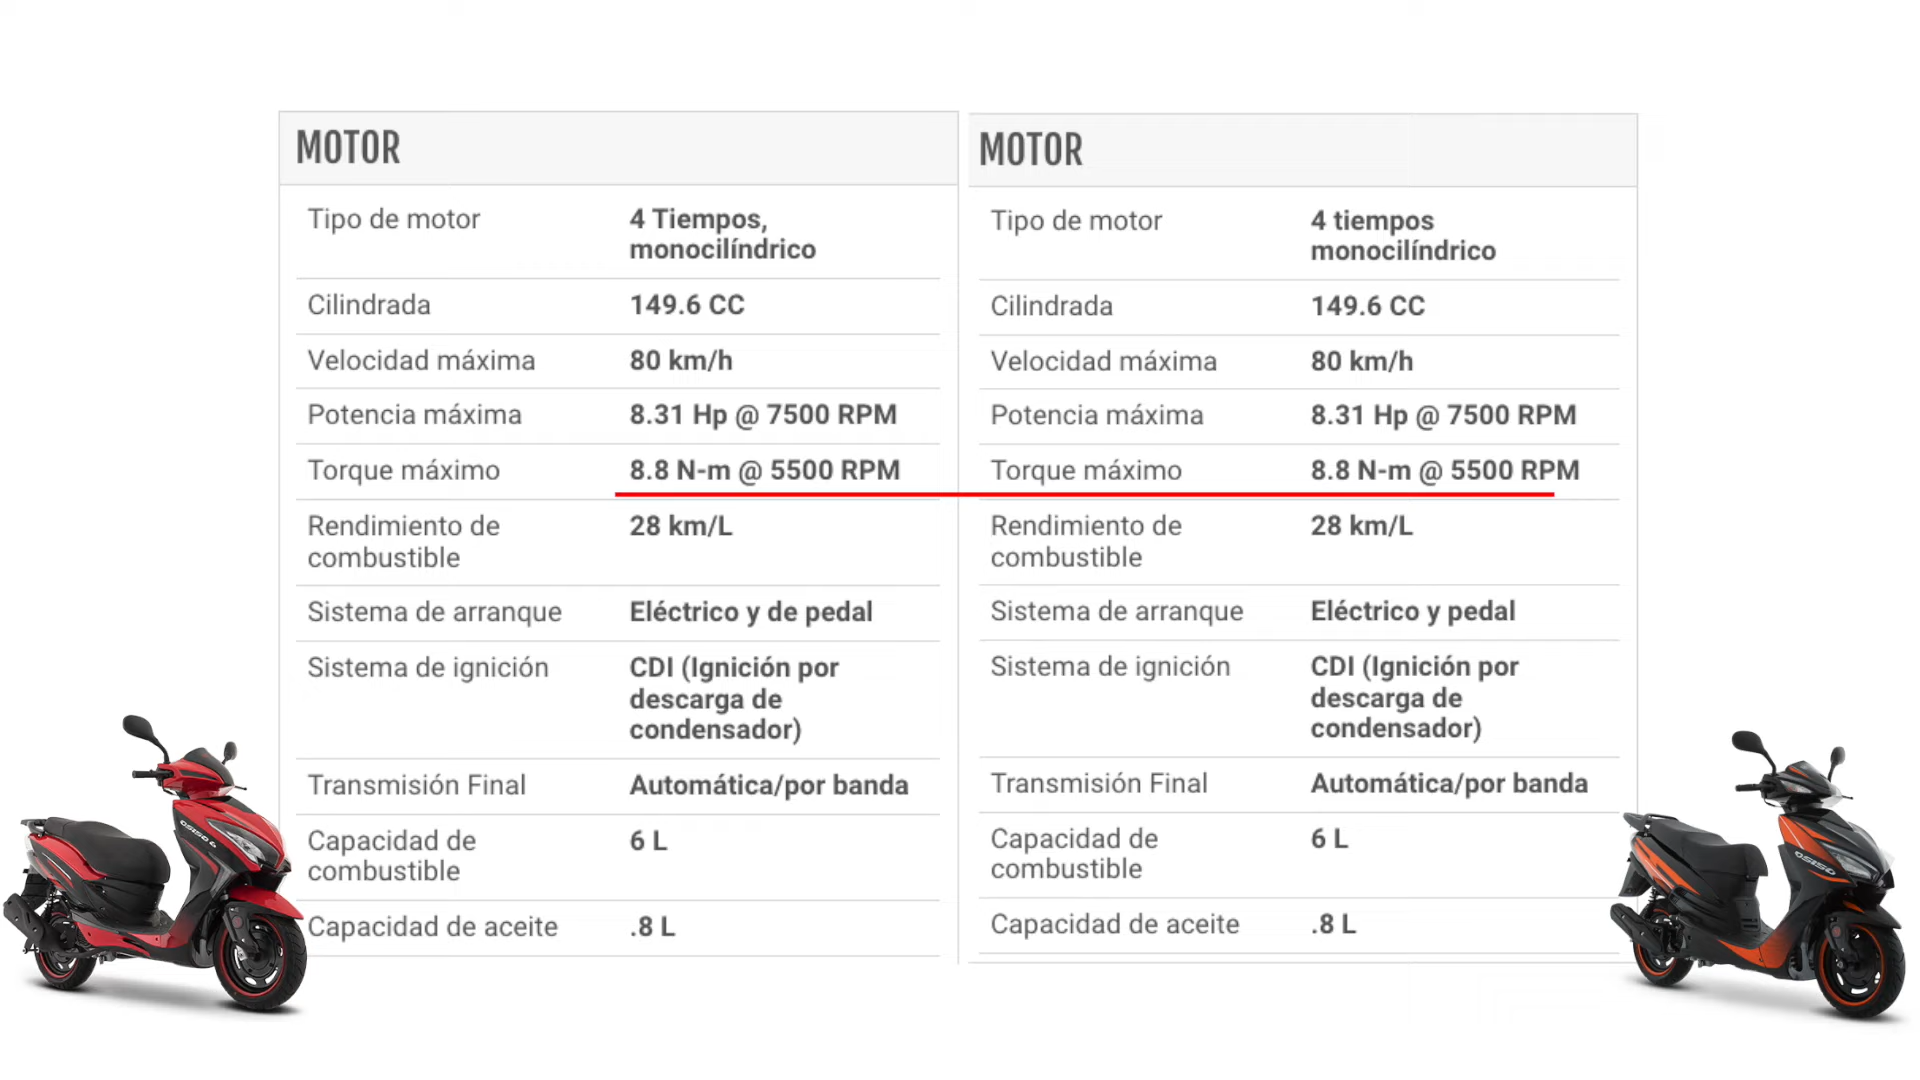 MOTOR
Tipo de motor
4 Tiempos,
monocilíndrico
Cilindrada
149.6 CC
Velocidad máxima
80 km/h
Potencia máxima
8.31 Hp @ 7500 RPM
Torque máximo
8.8 N-m @ 5500 RPM
Rendimiento de
combustible
28 km/L
Sistema de arranque
Eléctrico y de pedal
Sistema de ignición
CDI (Ignición por
descarga de
condensador)
Transmisión Final
Automática/por banda
Capacidad de
combustible
6 L
Capacidad de aceite
.8 L
MOTOR
Tipo de motor
4 tiempos
monocilíndrico
Cilindrada
149.6 CC
Velocidad máxima
80 km/h
Potencia máxima
8.31 Hp @ 7500 RPM
Torque máximo
8.8 N-m @ 5500 RPM
Rendimiento de
combustible
28 km/L
Sistema de arranque
Eléctrico y pedal
Sistema de ignición
CDI (Ignición por
descarga de
condensador)
Transmisión Final
Automática/por banda
Capacidad de
combustible
6 L
Capacidad de aceite
.8 L